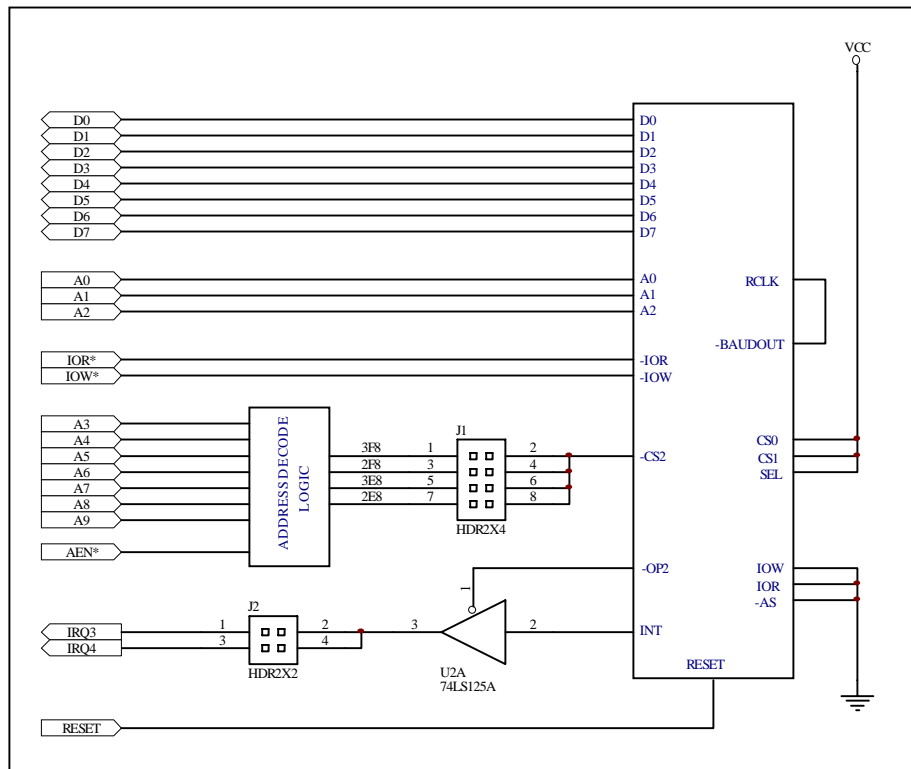 VCC
D0 D0
D1 D1
D2 D2
D3 D3
D4 D4
D5 D5
D6 D6
D7 D7
A0 A0 RCLK
A1 A1
A2 A2
-BAUDOUT
IOR* -IOR
IOW* -IOW
A3 J1
A4 CS0
A5 3F8 1 2 -CS2 CS1
A6 2F8 3 4 SEL
A7 3E8 5 6
A8 2E8 7 8
A9
ADDRESS DECODE
LOGIC
HDR2X4
AEN*
-OP2 IOW
1 IOR
J2 -AS
IRQ3 1 2 3 2 INT
IRQ4 3 4
HDR2X2
U2A
74LS125A
RESET
RESET